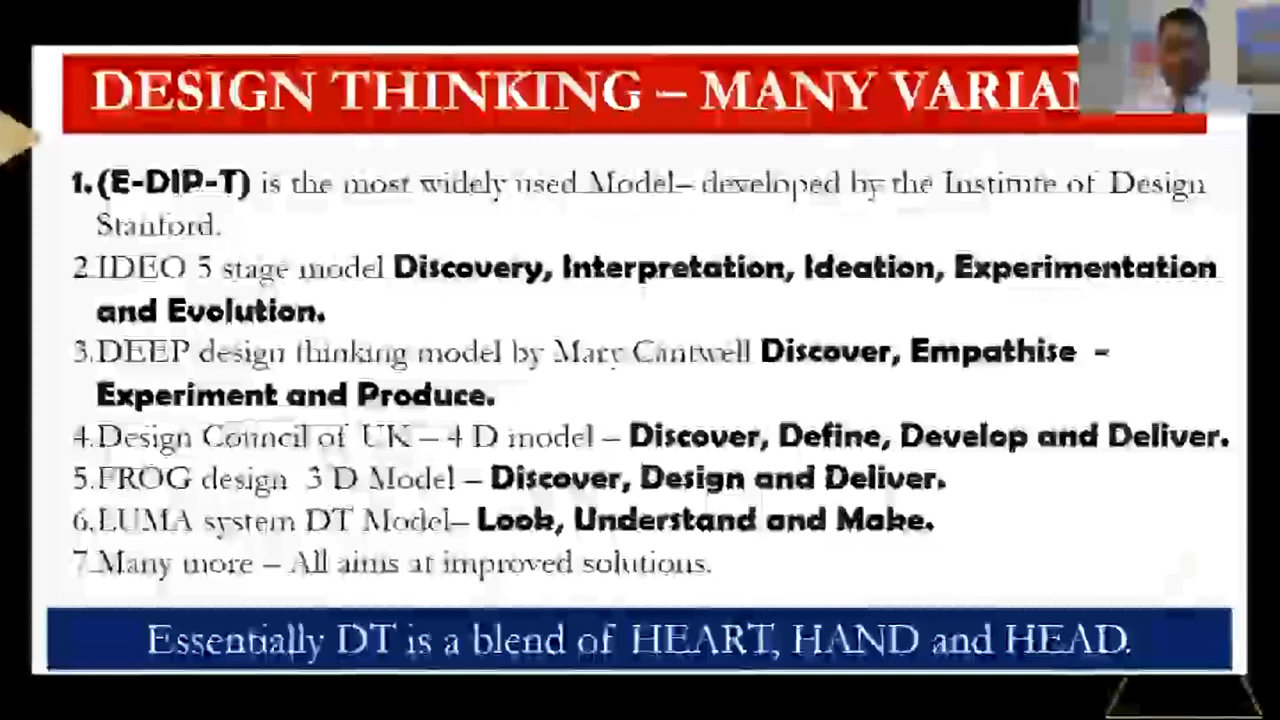 DESIGN THINKING – MANY VARIAN
1.(E-DIP-T) is the most widely used Model– developed by the Institute of Design
Stanford.
2.IDEO 5 stage model Discovery, Interpretation, Ideation, Experimentation
and Evolution.
3.DEEP design thinking model by Mary Cantwell Discover, Empathise –
Experiment and Produce.
4.Design Council of UK – 4 D model – Discover, Define, Develop and Deliver.
5.FROG design 3 D Model – Discover, Design and Deliver.
6.LUMA system DT Model– Look, Understand and Make.
7.Many more – All aims at improved solutions.
Essentially DT is a blend of HEART, HAND and HEAD.